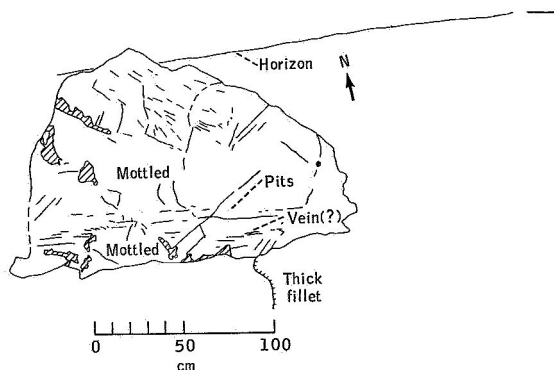 Horizon
N
Mottled
Pits
Vein(?)
Mottled
Thick
fillet
0 50 100
cm